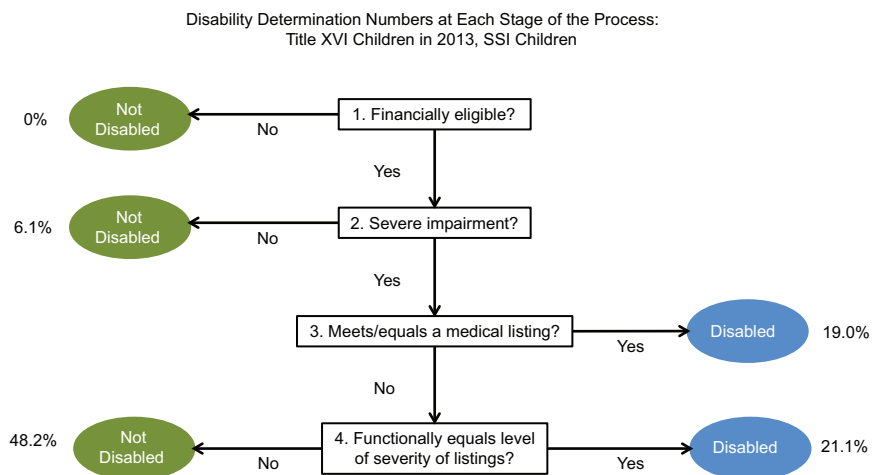 Disability Determination Numbers at Each Stage of the Process:
Title XVI Children in 2013, SSI Children
0%
Not
Disabled
No
1. Financially eligible?
Yes
6.1%
Not
Disabled
No
2. Severe impairment?
Yes
3. Meets/equals a medical listing?
Yes
Disabled
19.0%
No
48.2%
Not
Disabled
No
4. Functionally equals level
of severity of listings?
Yes
Disabled
21.1%